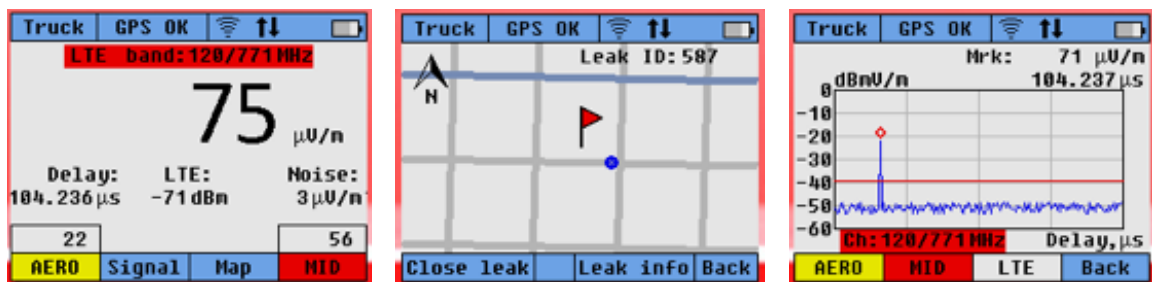 Truck GPS OK
LTE band:120/771MHz
75 µV/m
Delay: LTE: Noise:
104.236µs -71dBm 3µV/m
22 56
AERO Signal Map MID
Truck GPS OK
Leak ID:587
N
Close leak Leak info Back
Truck GPS OK
Mrk: 71 µV/m
dBmV/m 104.237µs
0
-10
-20
-30
-40
-50
-60
Ch:120/771MHz Delay,µs
AERO MID LTE Back